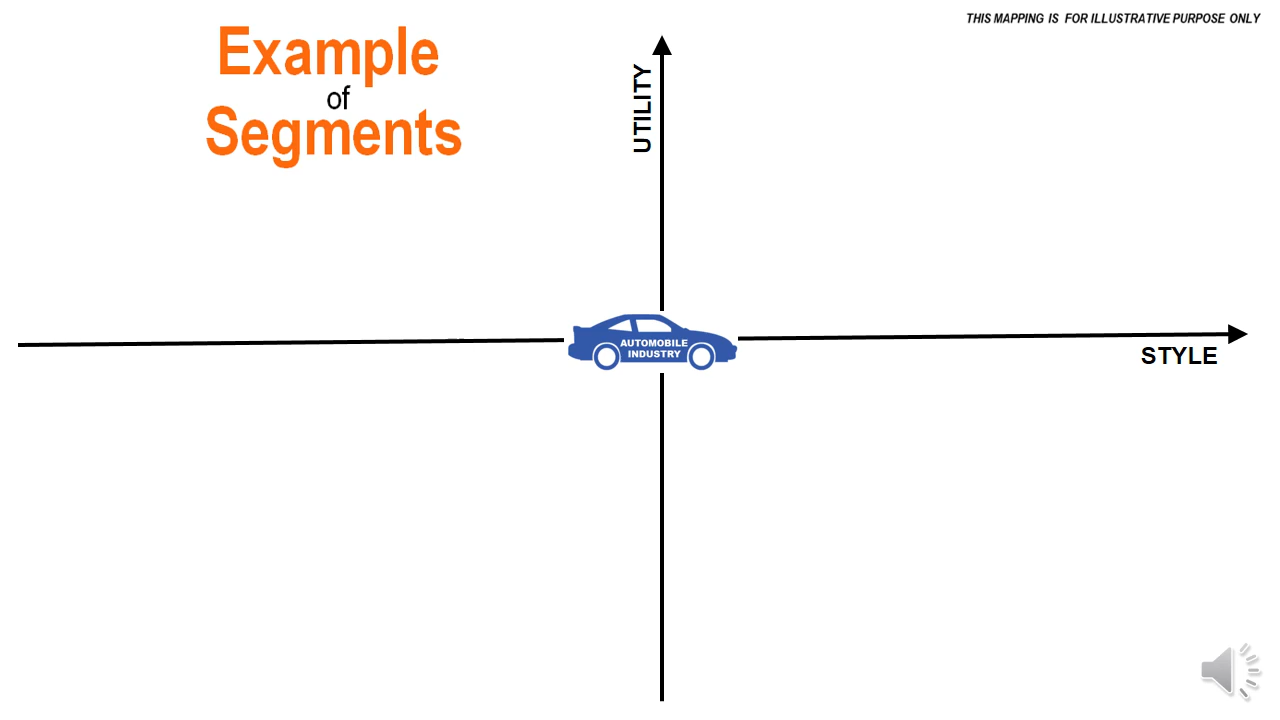 THIS MAPPING IS FOR ILLUSTRATIVE PURPOSE ONLY
Example
of
Segments
UTILITY
AUTOMOBILE
INDUSTRY
STYLE